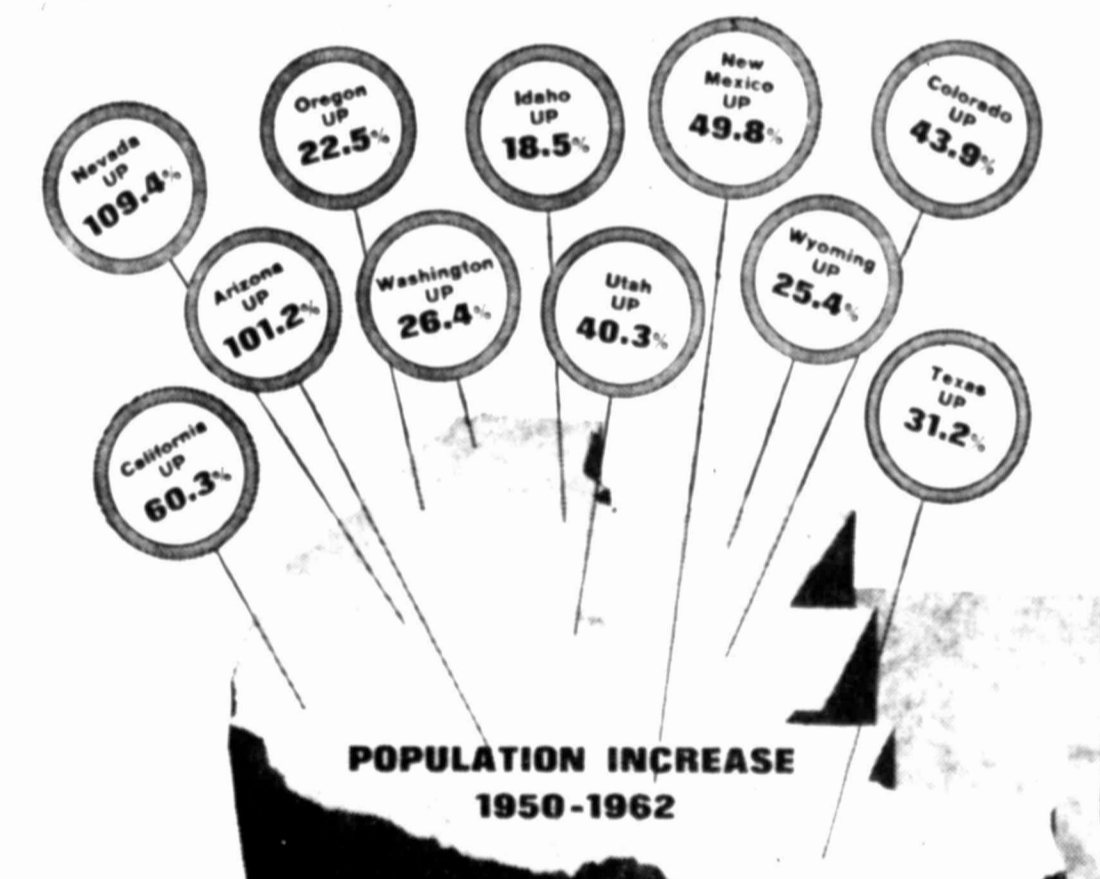 Nevada
UP
109.4%
Oregon
UP
22.5%
Idaho
UP
18.5%
New
Mexico
UP
49.8%
Colorado
UP
43.9%
Arizona
UP
101.2%
Washington
UP
26.4%
Utah
UP
40.3%
Wyoming
UP
25.4%
California
UP
60.3%
Texas
UP
31.2%
POPULATION INCREASE
1950-1962